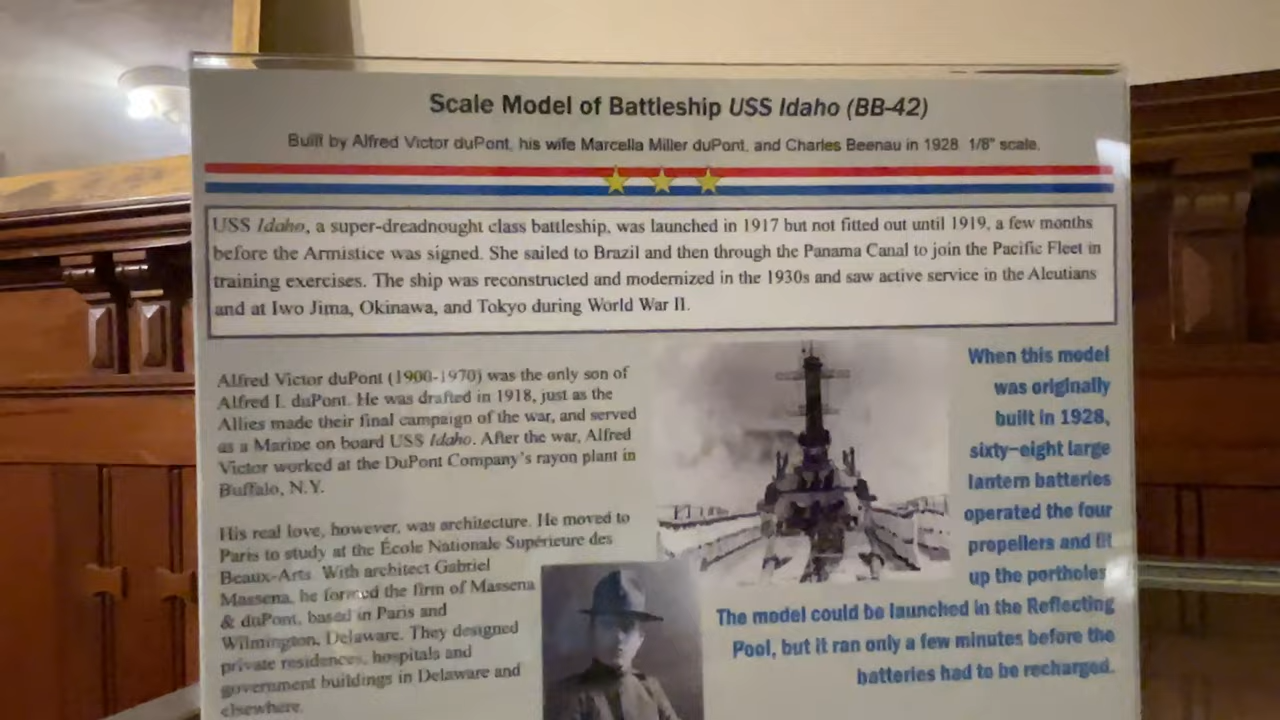 Scale Model of Battleship USS Idaho (BB-42)
Built by Alfred Victor duPont, his wife Marcella Miller duPont, and Charles Beenau in 1928. 1/8" scale.
USS Idaho, a super-dreadnought class battleship, was launched in 1917 but not fitted out until 1919, a few months
before the Armistice was signed. She sailed to Brazil and then through the Panama Canal to join the Pacific Fleet in
training exercises. The ship was reconstructed and modernized in the 1930s and saw active service in the Aleutians
and at Iwo Jima, Okinawa, and Tokyo during World War II.
Alfred Victor duPont (1900-1970) was the only son of
Alfred I. duPont. He was drafted in 1918, just as the
Allies made their final campaign of the war, and served
as a Marine on board USS Idaho. After the war, Alfred
Victor worked at the DuPont Company's rayon plant in
Buffalo, N.Y.
His real love, however, was architecture. He moved to
Paris to study at the École Nationale Supérieure des
Beaux-Arts. With architect Gabriel
Massena, he formed the firm of Massena
& duPont, based in Paris and
Wilmington, Delaware. They designed
private residences, hospitals and
government buildings in Delaware and
elsewhere.
When this model
was originally
built in 1928,
sixty-eight large
lantern batteries
operated the four
propellers and lit
up the portholes.
The model could be launched in the Reflecting
Pool, but it ran only a few minutes before the
batteries had to be recharged.